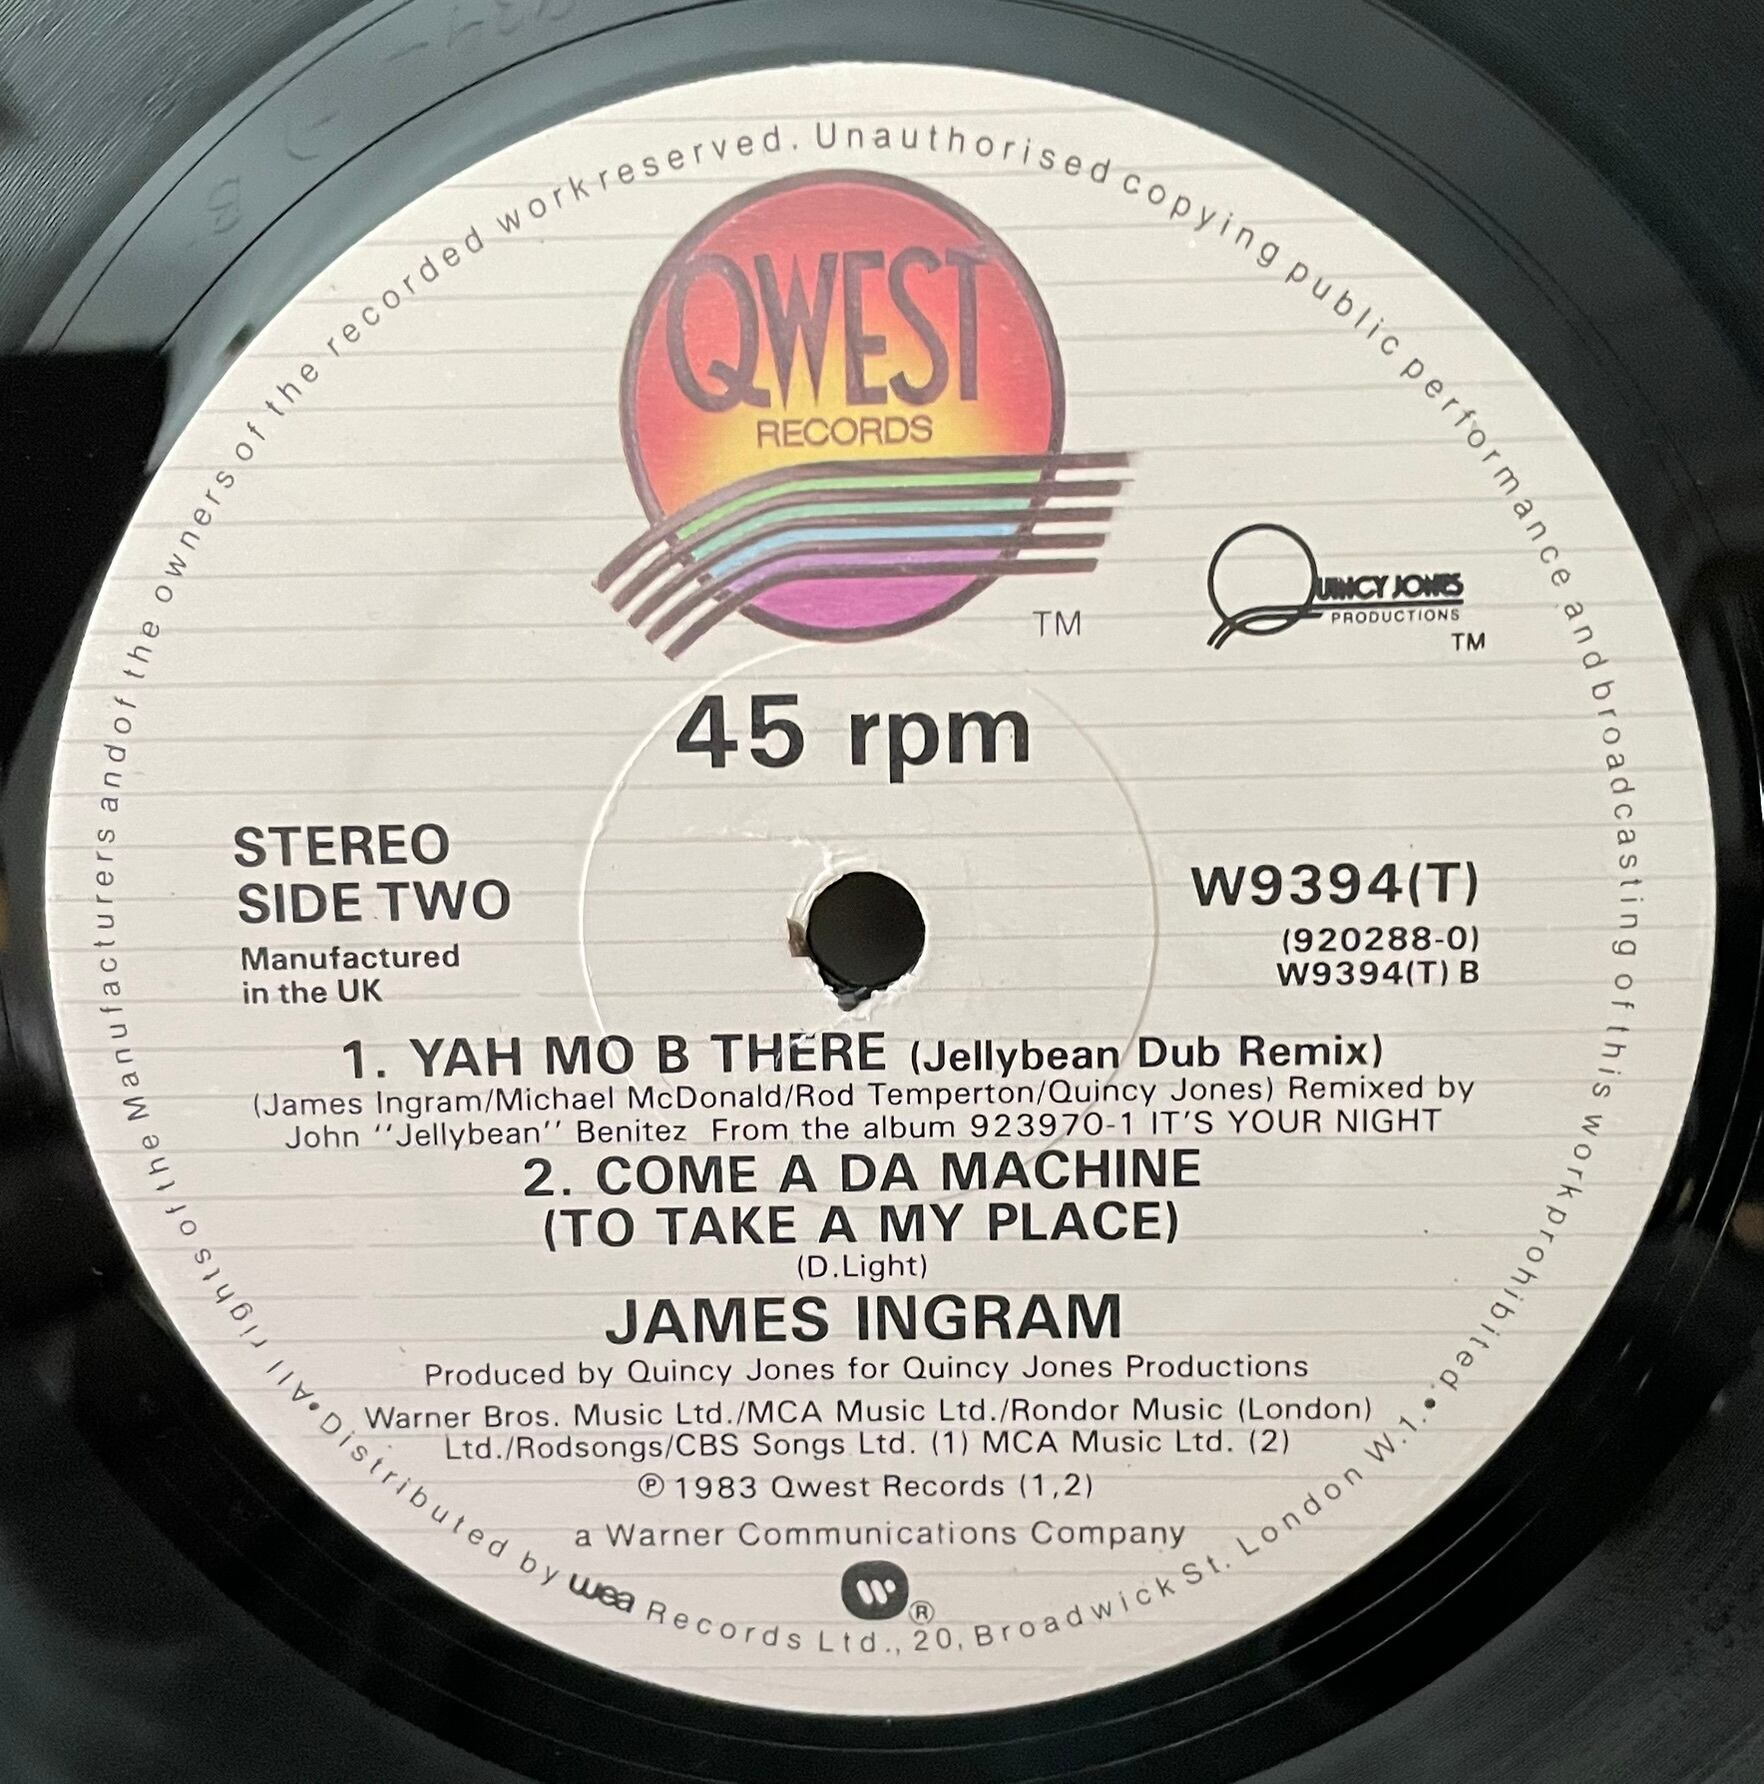 QWEST
RECORDS
TM
QUINCY JONES
PRODUCTIONS
TM
45 rpm
STEREO
SIDE TWO
Manufactured
in the UK
W9394(T)
(920288-0)
W9394(T) B
1. YAH MO B THERE (Jellybean Dub Remix)
(James Ingram/Michael McDonald/Rod Temperton/Quincy Jones) Remixed by
John ''Jellybean'' Benitez From the album 923970-1 IT'S YOUR NIGHT
2. COME A DA MACHINE
(TO TAKE A MY PLACE)
(D.Light)
JAMES INGRAM
Produced by Quincy Jones for Quincy Jones Productions
Warner Bros. Music Ltd./MCA Music Ltd./Rondor Music (London)
Ltd./Rodsongs/CBS Songs Ltd. (1) MCA Music Ltd. (2)
℗ 1983 Qwest Records (1,2)
a Warner Communications Company
®
All rights of the Manufacturers and of the owners of the recorded work reserved. Unauthorised copying public performance and broadcasting of this work prohibited.
• Distributed by wea Records Ltd., 20, Broadwick St. London W.1. •